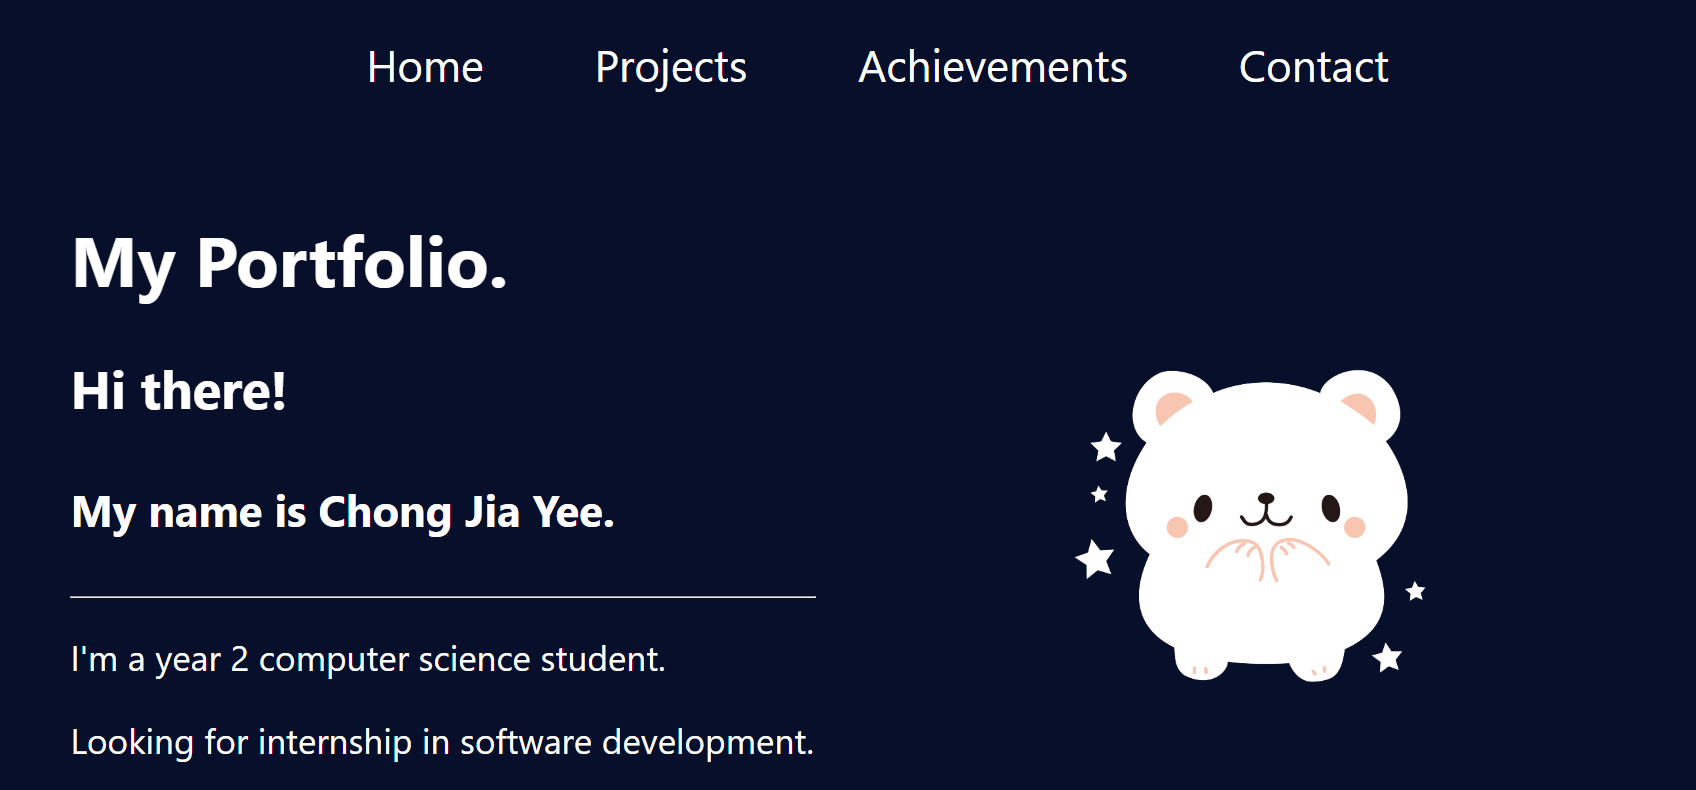 Home Projects Achievements Contact
My Portfolio.
Hi there!
My name is Chong Jia Yee.
I'm a year 2 computer science student.
Looking for internship in software development.